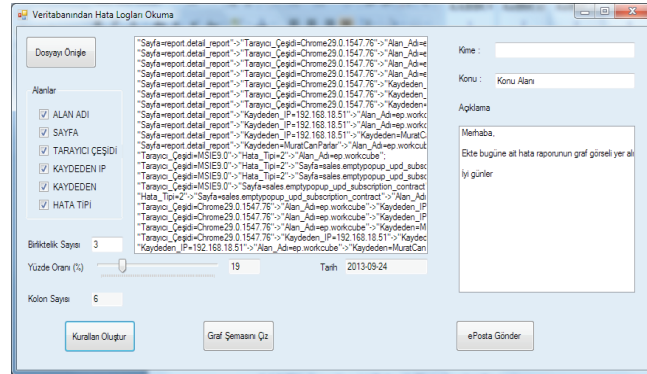 Veritabanından Hata Logları Okuma
Dosyayı Önişle
Alanlar
ALAN ADI
SAYFA
TARAYICI ÇEŞİDİ
KAYDEDEN IP
KAYDEDEN
HATA TİPİ
Birliktelik Sayısı 3
Yüzde Oranı (%) 19 Tarih 2013-09-24
Kolon Sayısı 6
Kuralları Oluştur
Graf Şemasını Çiz
"Sayfa=report.detail_report"->"Tarayıcı_Çeşidi=Chrome29.0.1547.76"->"Alan_Adı=e
"Sayfa=report.detail_report"->"Tarayıcı_Çeşidi=Chrome29.0.1547.76"->"Alan_Adı=e
"Sayfa=report.detail_report"->"Tarayıcı_Çeşidi=Chrome29.0.1547.76"->"Alan_Adı=e
"Sayfa=report.detail_report"->"Tarayıcı_Çeşidi=Chrome29.0.1547.76"->"Alan_Adı=e
"Sayfa=report.detail_report"->"Tarayıcı_Çeşidi=Chrome29.0.1547.76"->"Kaydeden_
"Sayfa=report.detail_report"->"Tarayıcı_Çeşidi=Chrome29.0.1547.76"->"Kaydeden_
"Sayfa=report.detail_report"->"Tarayıcı_Çeşidi=Chrome29.0.1547.76"->"Kaydeden=
"Sayfa=report.detail_report"->"Kaydeden_IP=192.168.18.51"->"Alan_Adı=ep.workc
"Sayfa=report.detail_report"->"Kaydeden_IP=192.168.18.51"->"Alan_Adı=ep.workc
"Sayfa=report.detail_report"->"Kaydeden_IP=192.168.18.51"->"Kaydeden=MuratC
"Sayfa=report.detail_report"->"Kaydeden=MuratCanParlar"->"Alan_Adı=ep.workcub
"Tarayıcı_Çeşidi=MSIE9.0"->"Hata_Tipi=2"->"Alan_Adı=ep.workcube";
"Tarayıcı_Çeşidi=MSIE9.0"->"Hata_Tipi=2"->"Sayfa=sales.emptypopup_upd_subsc
"Tarayıcı_Çeşidi=MSIE9.0"->"Hata_Tipi=2"->"Sayfa=sales.emptypopup_upd_subsc
"Tarayıcı_Çeşidi=MSIE9.0"->"Sayfa=sales.emptypopup_upd_subscription_contract
"Hata_Tipi=2"->"Sayfa=sales.emptypopup_upd_subscription_contract"->"Alan_Adı
"Tarayıcı_Çeşidi=Chrome29.0.1547.76"->"Alan_Adı=ep.workcube"->"Kaydeden_IP
"Tarayıcı_Çeşidi=Chrome29.0.1547.76"->"Alan_Adı=ep.workcube"->"Kaydeden_IP
"Tarayıcı_Çeşidi=Chrome29.0.1547.76"->"Alan_Adı=ep.workcube"->"Kaydeden=M
"Tarayıcı_Çeşidi=Chrome29.0.1547.76"->"Kaydeden_IP=192.168.18.51"->"Kaydec
"Kaydeden_IP=192.168.18.51"->"Alan_Adı=ep.workcube"->"Kaydeden=MuratCan
Kime :
Konu : Konu Alanı
Açıklama
Merhaba,
Ekte bugüne ait hata raporunun graf görseli yer alı
İyi günler
ePosta Gönder